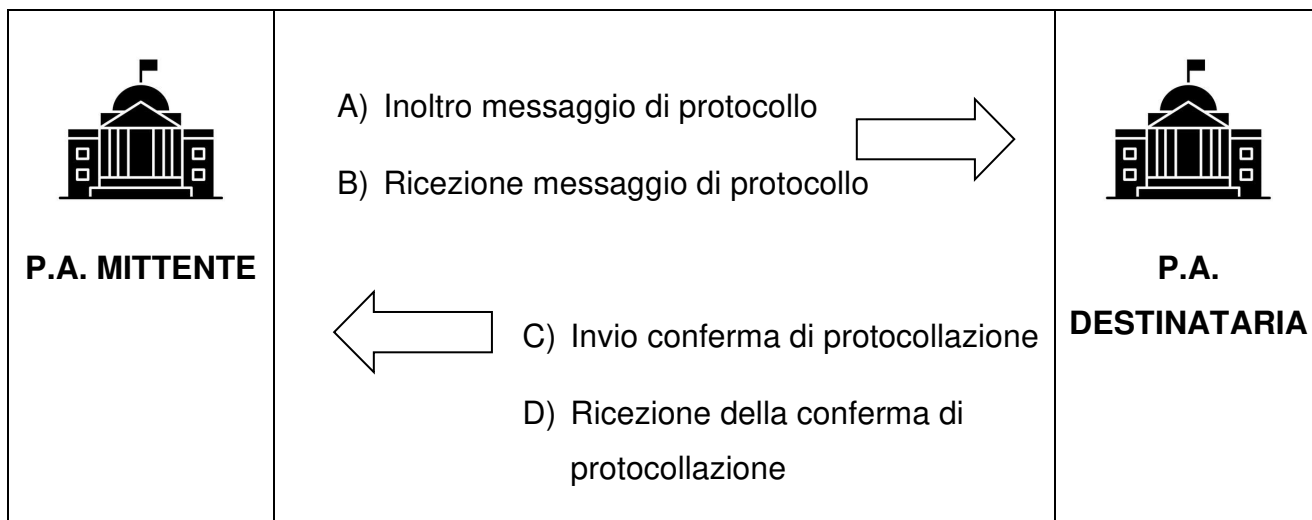 A) Inoltro messaggio di protocollo
B) Ricezione messaggio di protocollo
P.A. MITTENTE
P.A.
DESTINATARIA
C) Invio conferma di protocollazione
D) Ricezione della conferma di
protocollazione